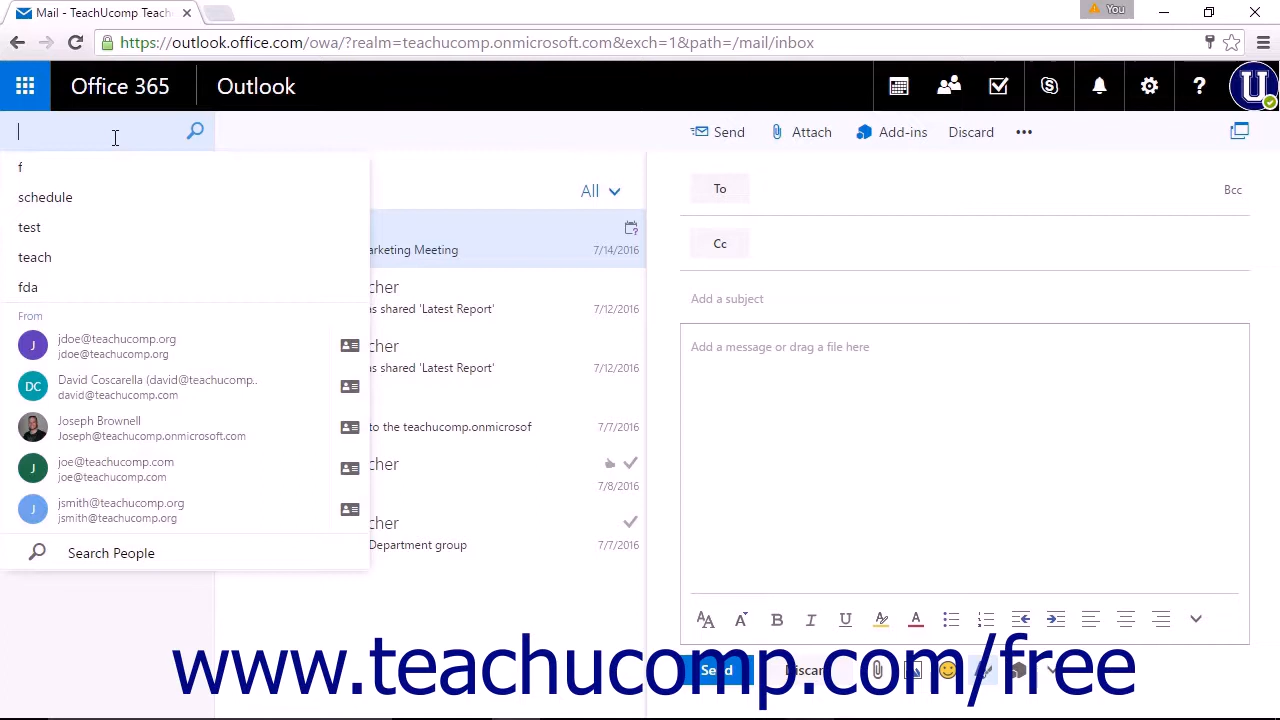 Mail - TeachUcomp Teach
You
https://outlook.office.com/owa/?realm=teachucomp.onmicrosoft.com&exch=1&path=/mail/inbox
Office 365
Outlook
Send
Attach
Add-ins
Discard
f
schedule
test
teach
fda
From
J
jdoe@teachucomp.org
jdoe@teachucomp.org
DC
David Coscarella (david@teachucomp..
david@teachucomp.com
Joseph Brownell
Joseph@teachucomp.onmicrosoft.com
J
joe@teachucomp.com
joe@teachucomp.com
J
jsmith@teachucomp.org
jsmith@teachucomp.org
Search People
All
arketing Meeting
7/14/2016
cher
as shared 'Latest Report'
7/12/2016
cher
as shared 'Latest Report'
7/12/2016
to the teachucomp.onmicrosof
7/7/2016
cher
7/8/2016
cher
Department group
7/7/2016
To
Bcc
Cc
Add a subject
Add a message or drag a file here
Send
Discard
www.teachucomp.com/free